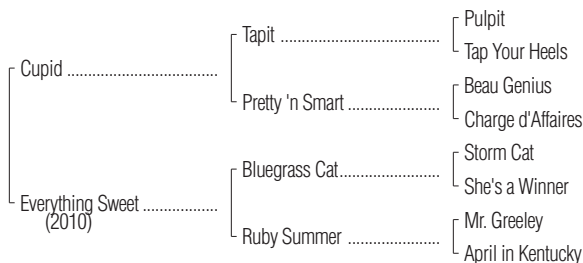 Pulpit
Tapit
Tap Your Heels
Cupid
Beau Genius
Pretty 'n Smart
Charge d'Affaires
Storm Cat
Bluegrass Cat
She's a Winner
Everything Sweet
(2010)
Mr. Greeley
Ruby Summer
April in Kentucky